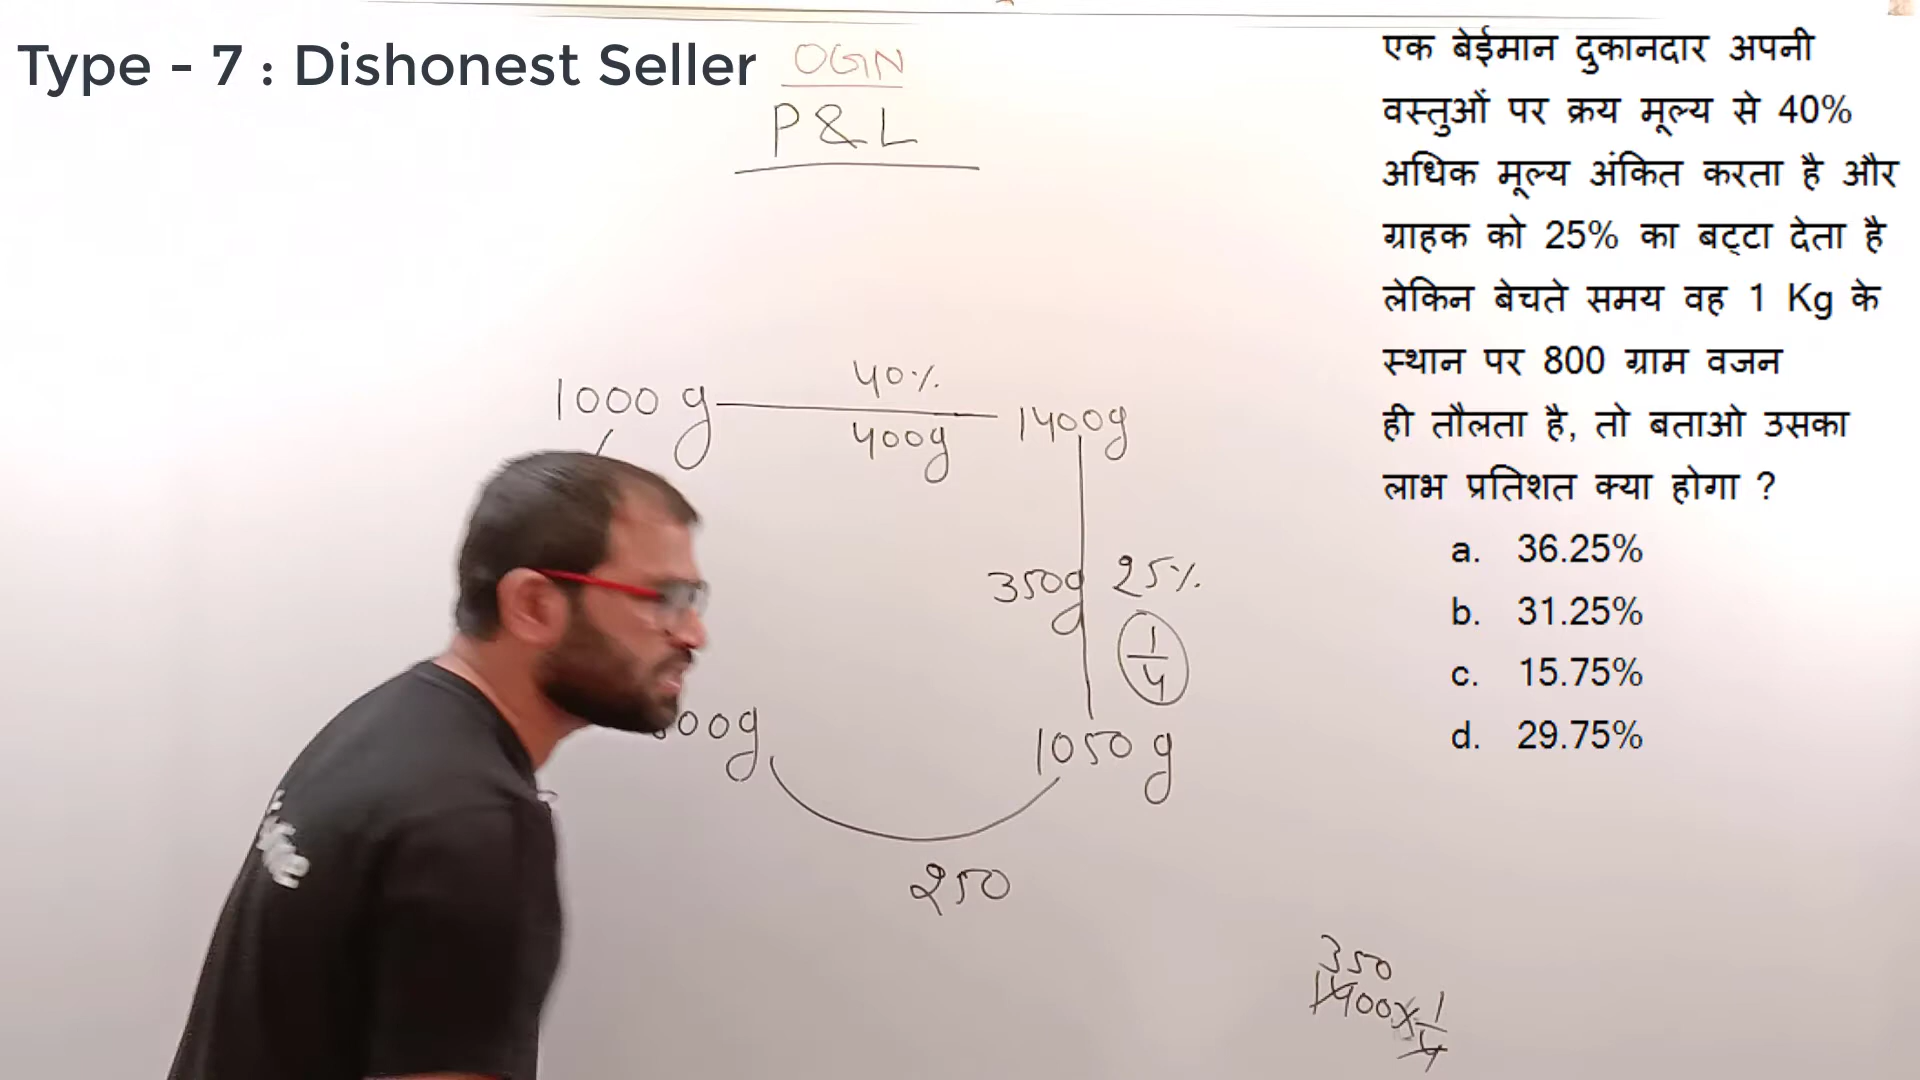 Type - 7 : Dishonest Seller
OGN
P & L
एक बेईमान दुकानदार अपनी
वस्तुओं पर क्रय मूल्य से 40%
अधिक मूल्य अंकित करता है और
ग्राहक को 25% का बट्टा देता है
लेकिन बेचते समय वह 1 Kg के
स्थान पर 800 ग्राम वजन
ही तौलता है, तो बताओ उसका
लाभ प्रतिशत क्या होगा ?
a. 36.25%
b. 31.25%
c. 15.75%
d. 29.75%
40%
1000 g
1400g
400g
350g
25%
1/4
00g
1050 g
250
350
1400 x 1/4